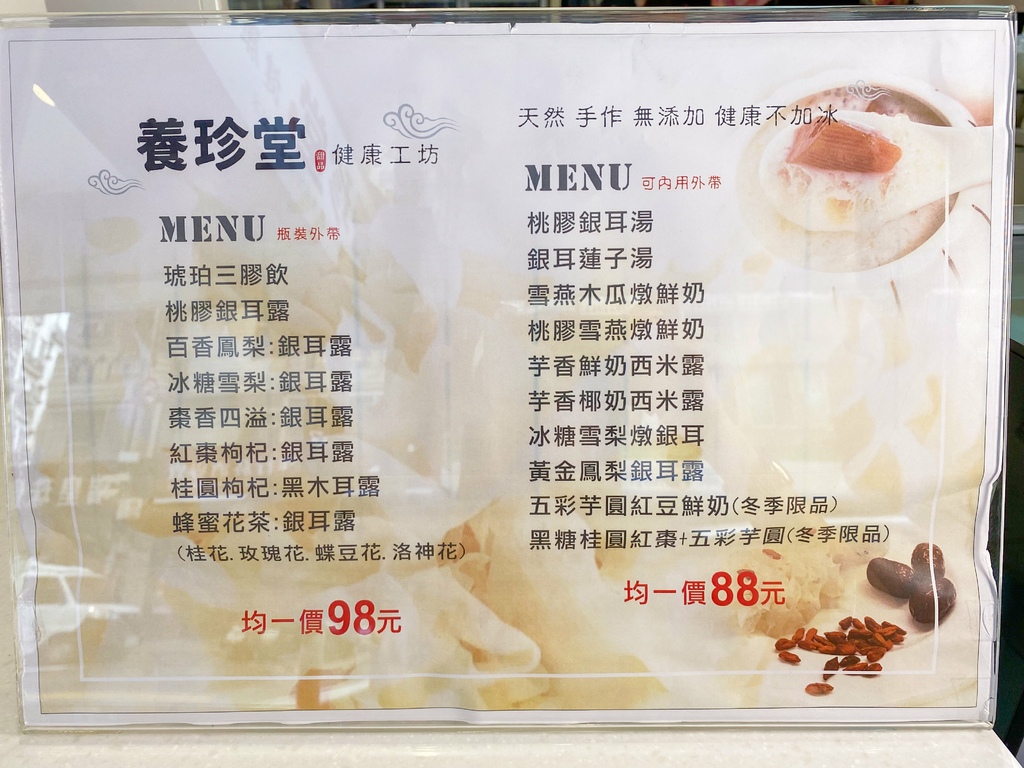 養珍堂 甜品 健康工坊
MENU 瓶裝外帶
琥珀三膠飲
桃膠銀耳露
百香鳳梨:銀耳露
冰糖雪梨:銀耳露
棗香四溢:銀耳露
紅棗枸杞:銀耳露
桂圓枸杞:黑木耳露
蜂蜜花茶:銀耳露
(桂花. 玫瑰花. 蝶豆花. 洛神花)
均一價98元
天然 手作 無添加 健康不加冰
MENU 可內用外帶
桃膠銀耳湯
銀耳蓮子湯
雪燕木瓜燉鮮奶
桃膠雪燕燉鮮奶
芋香鮮奶西米露
芋香椰奶西米露
冰糖雪梨燉銀耳
黃金鳳梨銀耳露
五彩芋圓紅豆鮮奶(冬季限品)
黑糖桂圓紅棗+五彩芋圓(冬季限品)
均一價88元